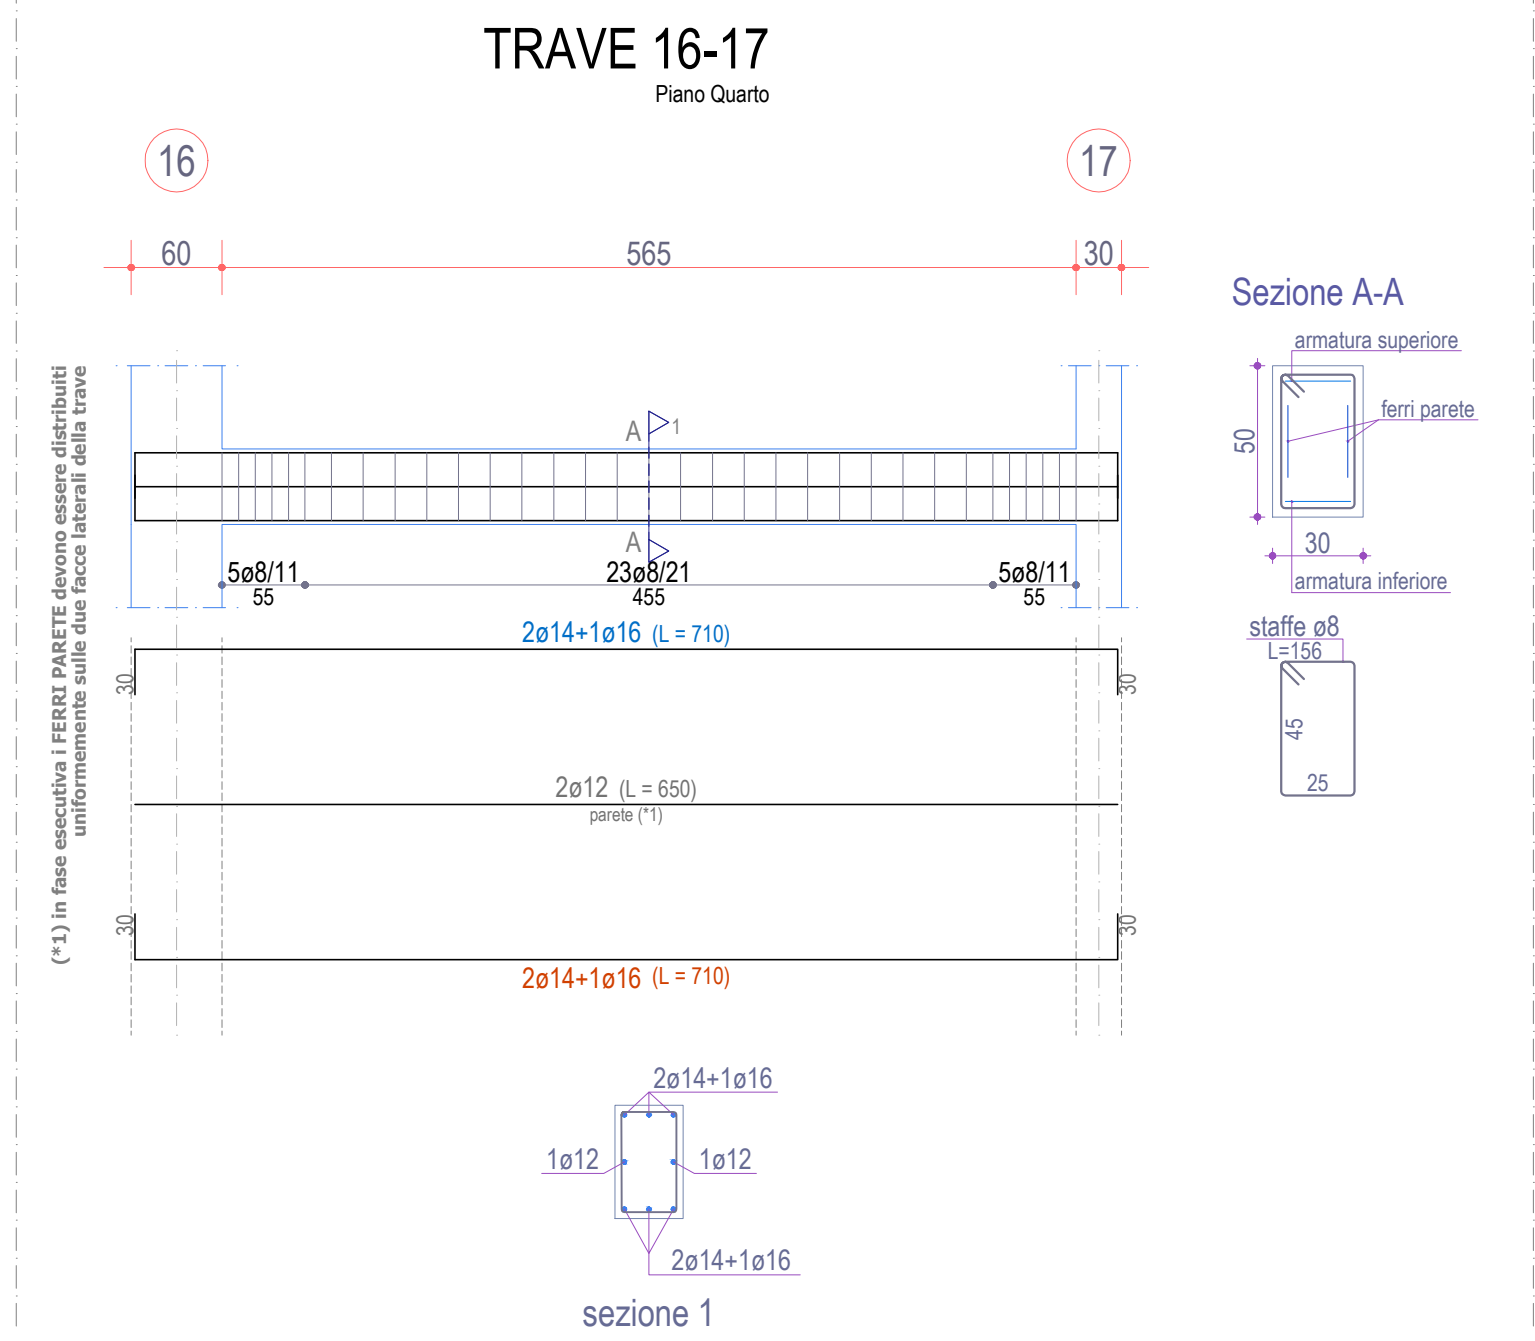 TRAVE 16-17
Piano Quarto
16
17
60
565
30
Sezione A-A
armatura superiore
ferri parete
50
30
armatura inferiore
(*1) in fase esecutiva i FERRI PARETE devono essere distribuiti
uniformemente sulle due facce laterali della trave
A
1
A
5ø8/11
23ø8/21
5ø8/11
55
455
55
staffe ø8
L=156
45
25
2ø14+1ø16 (L = 710)
30
30
2ø12 (L = 650)
parete (*1)
30
30
2ø14+1ø16 (L = 710)
2ø14+1ø16
1ø12
1ø12
2ø14+1ø16
sezione 1